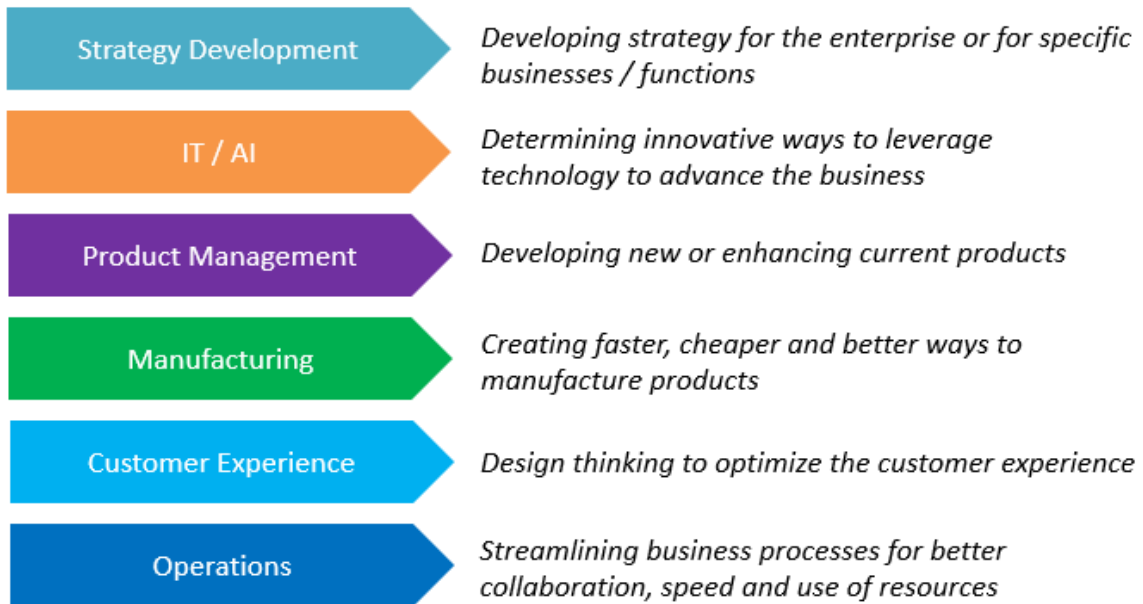 Strategy Development
Developing strategy for the enterprise or for specific
businesses / functions
IT / AI
Determining innovative ways to leverage
technology to advance the business
Product Management
Developing new or enhancing current products
Manufacturing
Creating faster, cheaper and better ways to
manufacture products
Customer Experience
Design thinking to optimize the customer experience
Operations
Streamlining business processes for better
collaboration, speed and use of resources